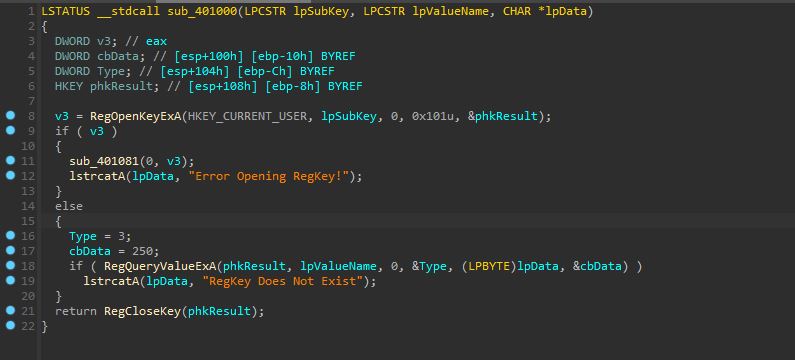 1 LSTATUS __stdcall sub_401000(LPCSTR lpSubKey, LPCSTR lpValueName, CHAR *lpData)
2 {
3   DWORD v3; // eax
4   DWORD cbData; // [esp+100h] [ebp-10h] BYREF
5   DWORD Type; // [esp+104h] [ebp-Ch] BYREF
6   HKEY phkResult; // [esp+108h] [ebp-8h] BYREF
7
8   v3 = RegOpenKeyExA(HKEY_CURRENT_USER, lpSubKey, 0, 0x101u, &phkResult);
9   if ( v3 )
10   {
11     sub_401081(0, v3);
12     lstrcatA(lpData, "Error Opening RegKey!");
13   }
14   else
15   {
16     Type = 3;
17     cbData = 250;
18     if ( RegQueryValueExA(phkResult, lpValueName, 0, &Type, (LPBYTE)lpData, &cbData) )
19       lstrcatA(lpData, "RegKey Does Not Exist");
20   }
21   return RegCloseKey(phkResult);
22 }